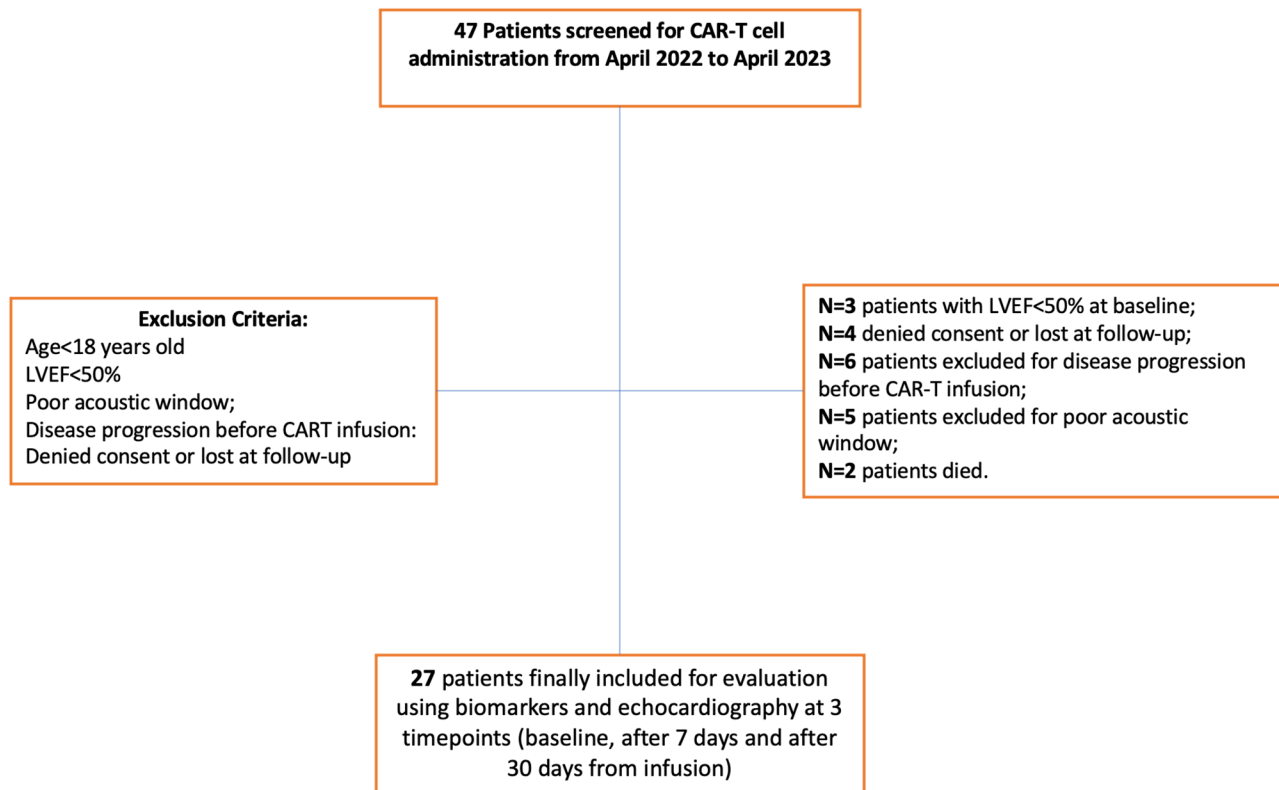 47 Patients screened for CAR-T cell
administration from April 2022 to April 2023
Exclusion Criteria:
Age<18 years old
LVEF<50%
Poor acoustic window;
Disease progression before CART infusion:
Denied consent or lost at follow-up
N=3 patients with LVEF<50% at baseline;
N=4 denied consent or lost at follow-up;
N=6 patients excluded for disease progression
before CAR-T infusion;
N=5 patients excluded for poor acoustic
window;
N=2 patients died.
27 patients finally included for evaluation
using biomarkers and echocardiography at 3
timepoints (baseline, after 7 days and after
30 days from infusion)